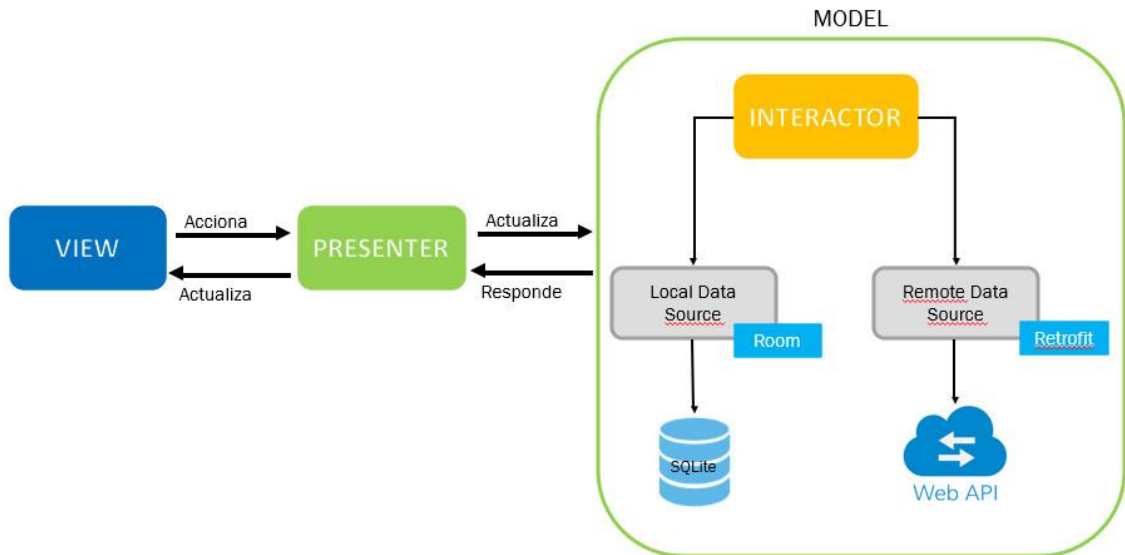 MODEL
INTERACTOR
Acciona
Actualiza
VIEW
PRESENTER
Actualiza
Responde
Local Data
Source
Room
Remote Data
Source
Retrofit
SQLite
Web API